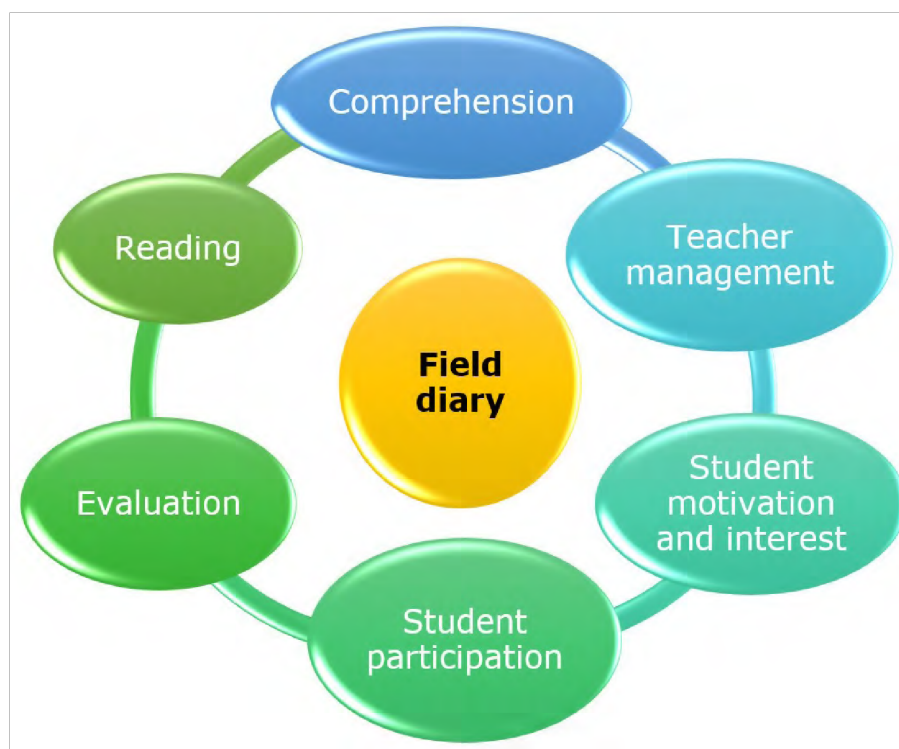 Comprehension
Teacher
management
Student
motivation
and interest
Student
participation
Evaluation
Reading
Field
diary